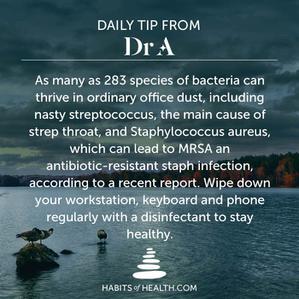 DAILY TIP FROM
Dr A
As many as 283 species of bacteria can
thrive in ordinary office dust, including
nasty streptococcus, the main cause of
strep throat, and Staphylococcus aureus,
which can lead to MRSA an
antibiotic-resistant staph infection,
according to a recent report. Wipe down
your workstation, keyboard and phone
regularly with a disinfectant to stay
healthy.
HABITS of HEALTH.COM